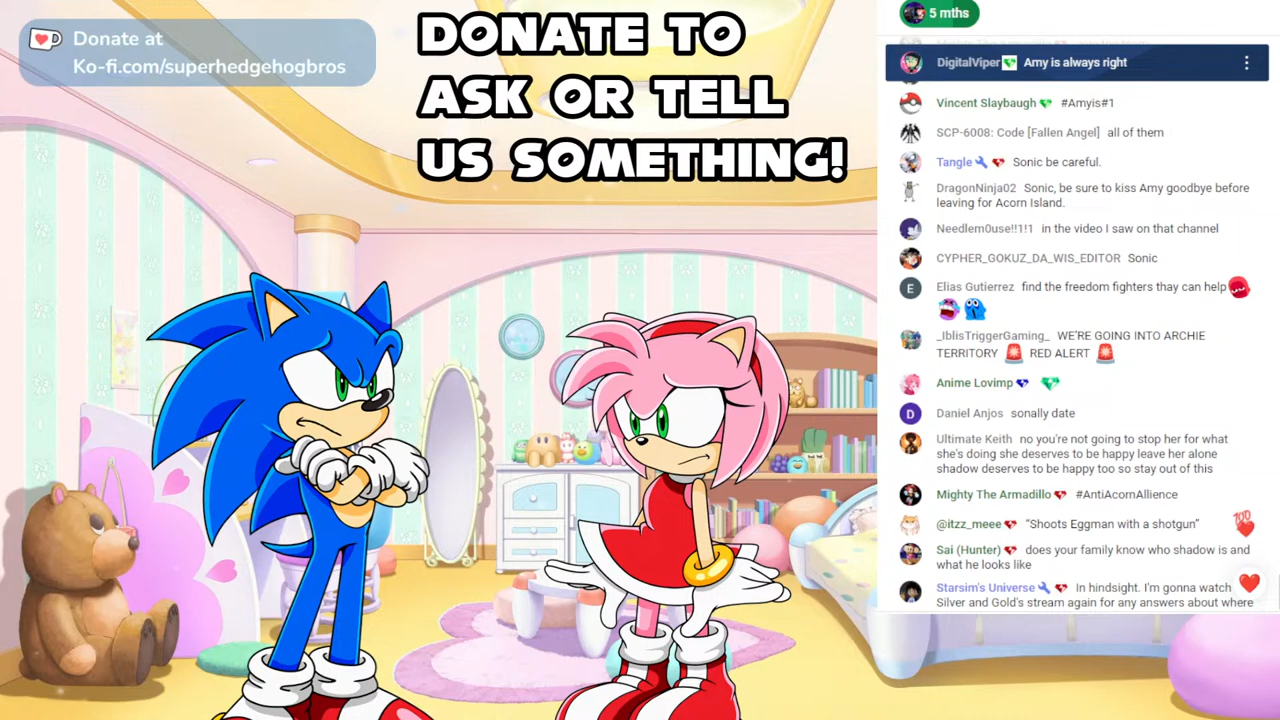 Donate at
Ko-fi.com/superhedgehogbros
DONATE TO
ASK OR TELL
US SOMETHING!
5 mths
DigitalViper Amy is always right
Vincent Slaybaugh #Amyis#1
SCP-6008: Code [Fallen Angel] all of them
Tangle Sonic be careful.
DragonNinja02 Sonic, be sure to kiss Amy goodbye before
leaving for Acorn Island.
Needlem0use!!1!1 in the video I saw on that channel
CYPHER_GOKUZ_DA_WIS_EDITOR Sonic
E
Elias Gutierrez find the freedom fighters thay can help
_IblisTriggerGaming_ WE'RE GOING INTO ARCHIE
TERRITORY RED ALERT
Anime Lovimp
D
Daniel Anjos sonally date
Ultimate Keith no you're not going to stop her for what
she's doing she deserves to be happy leave her alone
shadow deserves to be happy too so stay out of this
Mighty The Armadillo #AntiAcornAllience
@itzz_meee “Shoots Eggman with a shotgun”
100
Sai (Hunter) does your family know who shadow is and
what he looks like
Starsim's Universe In hindsight. I'm gonna watch
Silver and Gold's stream again for any answers about where